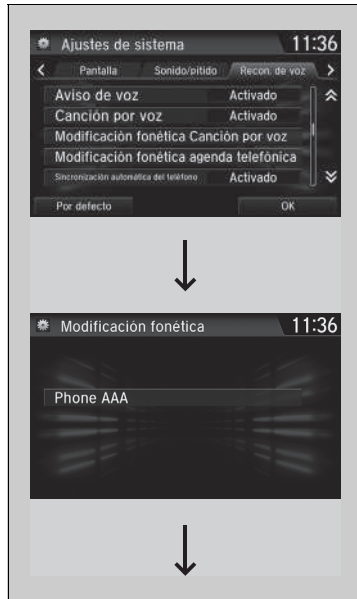 Ajustes de sistema 11:36
< Pantalla Sonido/pitido Recon. de voz >
Aviso de voz Activado
Canción por voz Activado
Modificación fonética Canción por voz
Modificación fonética agenda telefónica
Sincronización automática del teléfono Activado
Por defecto OK
Modificación fonética 11:36
Phone AAA